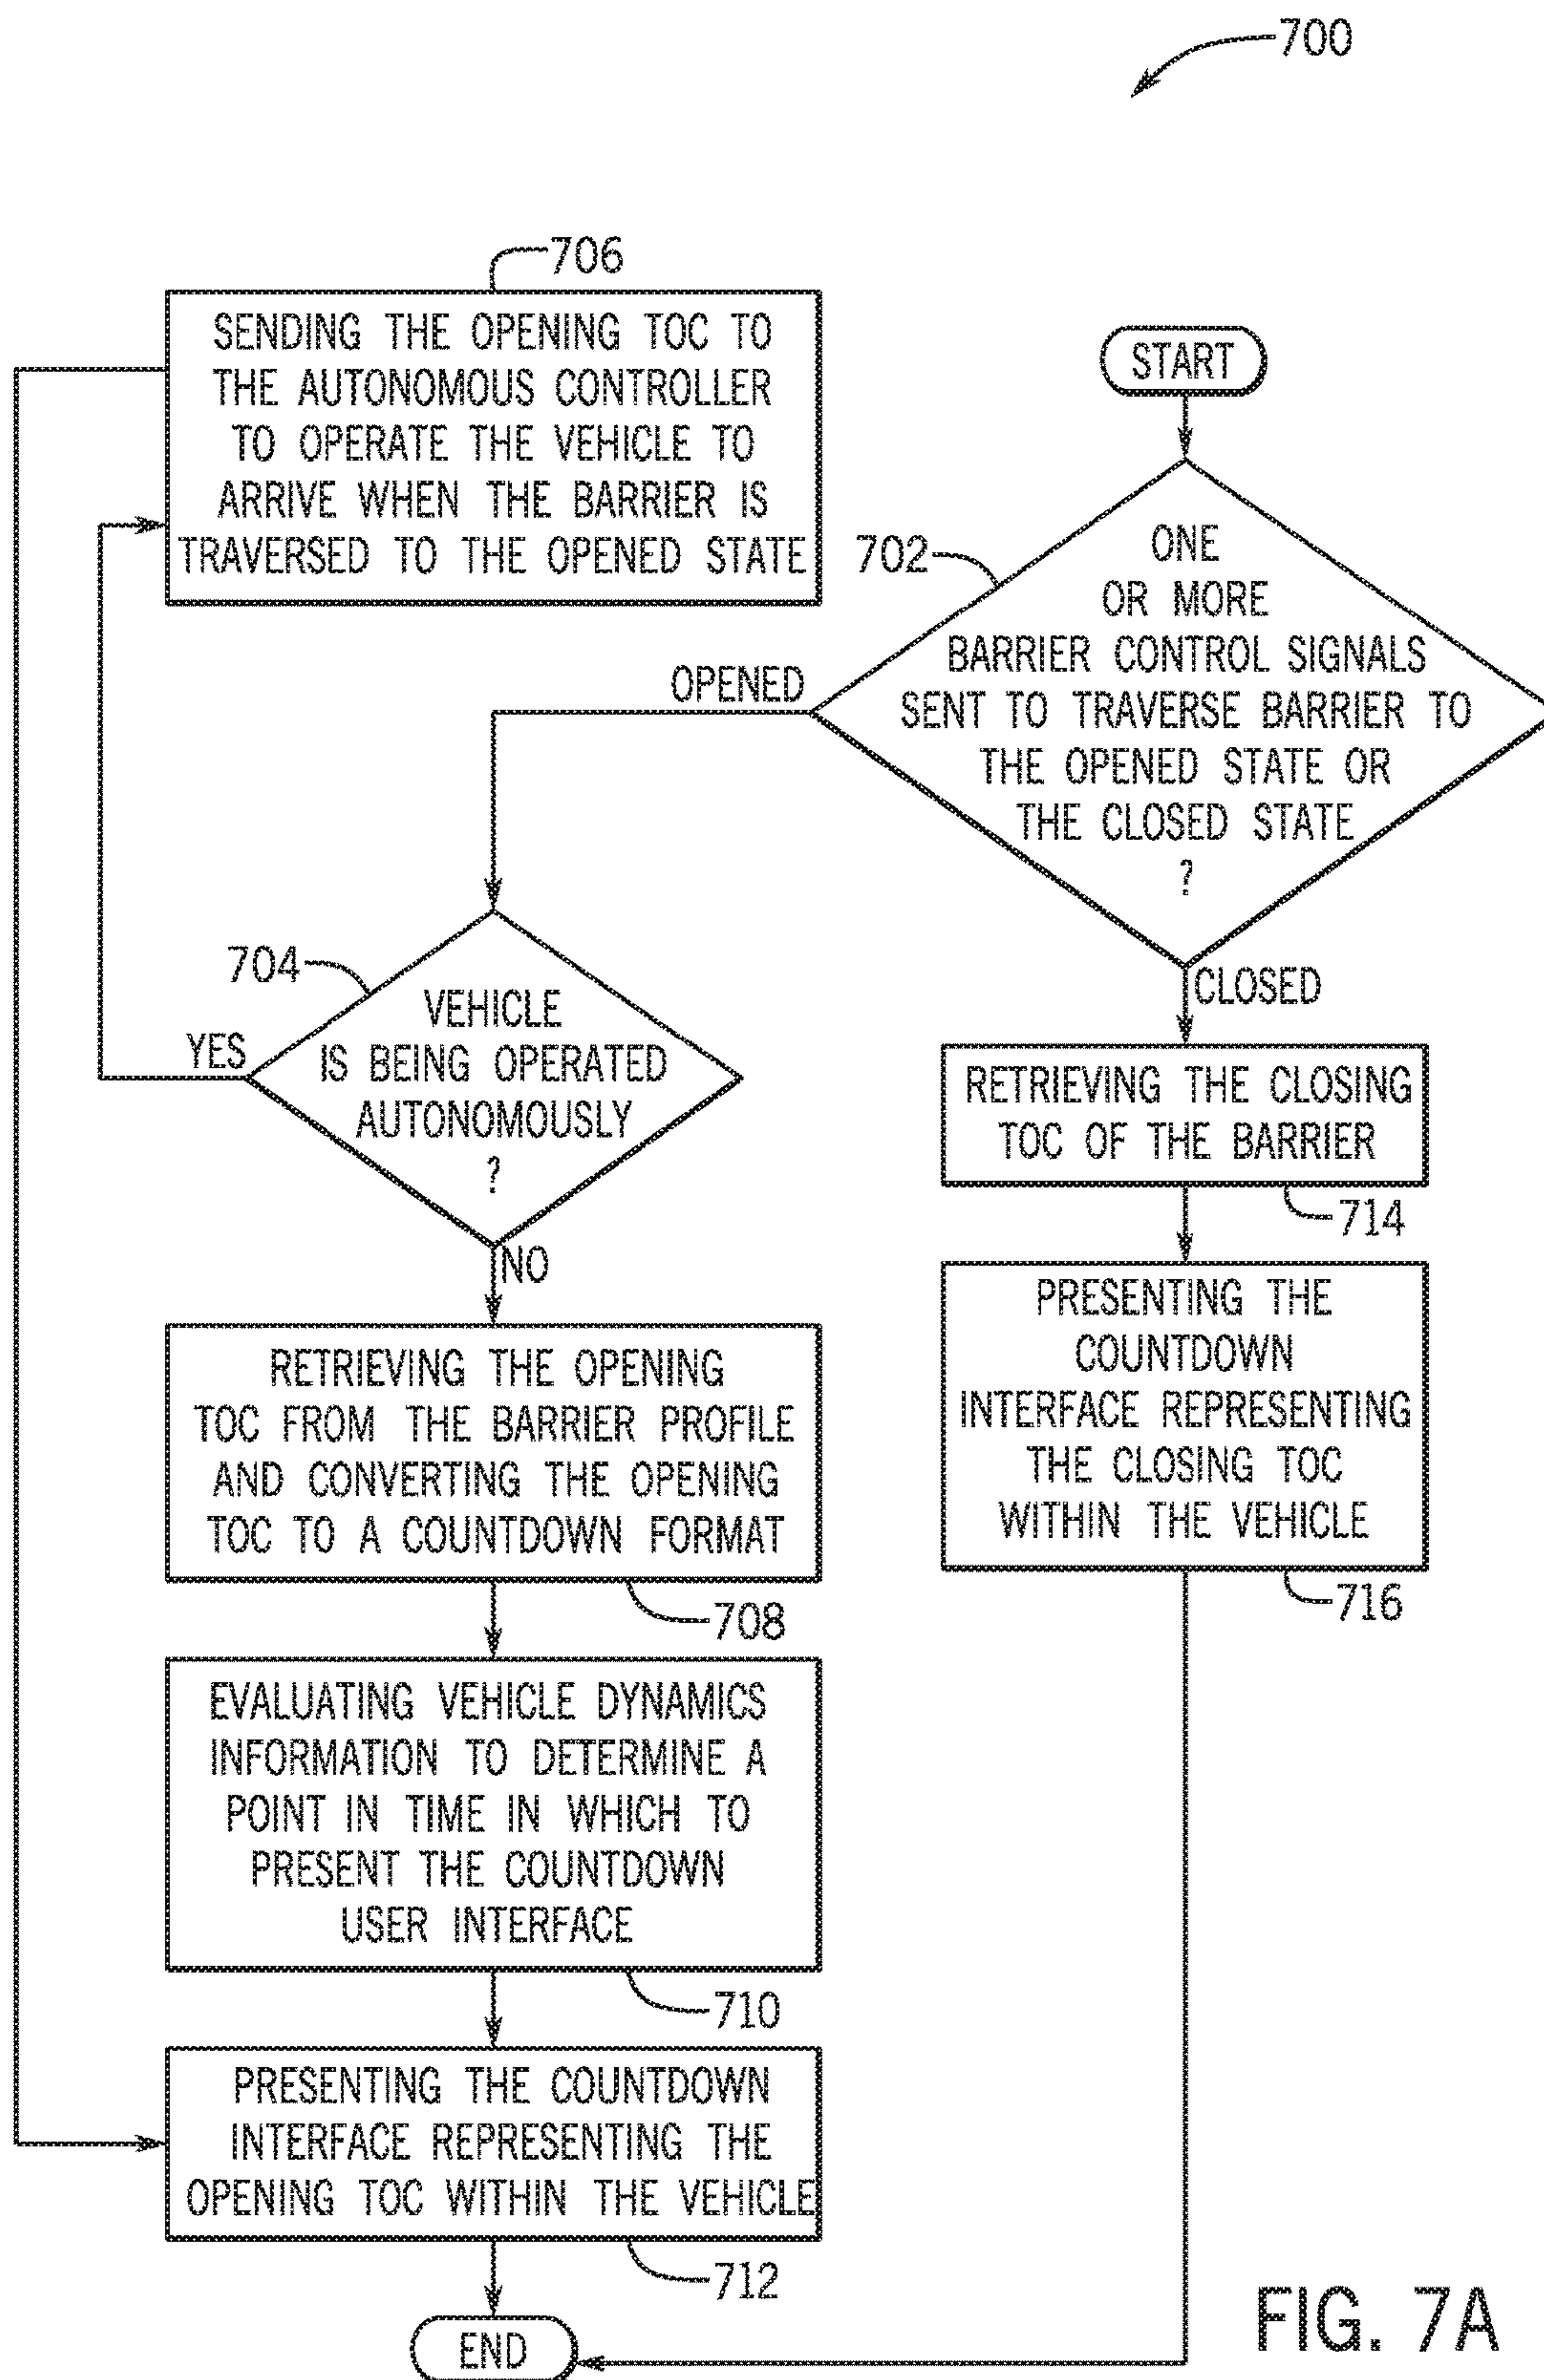 700
706
SENDING THE OPENING TOC TO
THE AUTONOMOUS CONTROLLER
TO OPERATE THE VEHICLE TO
ARRIVE WHEN THE BARRIER IS
TRAVERSED TO THE OPENED STATE
START
702
ONE
OR MORE
BARRIER CONTROL SIGNALS
SENT TO TRAVERSE BARRIER TO
THE OPENED STATE OR
THE CLOSED STATE
?
OPENED
CLOSED
704
VEHICLE
IS BEING OPERATED
AUTONOMOUSLY
?
YES
NO
RETRIEVING THE CLOSING
TOC OF THE BARRIER
714
PRESENTING THE
COUNTDOWN
INTERFACE REPRESENTING
THE CLOSING TOC
WITHIN THE VEHICLE
716
RETRIEVING THE OPENING
TOC FROM THE BARRIER PROFILE
AND CONVERTING THE OPENING
TOC TO A COUNTDOWN FORMAT
708
EVALUATING VEHICLE DYNAMICS
INFORMATION TO DETERMINE A
POINT IN TIME IN WHICH TO
PRESENT THE COUNTDOWN
USER INTERFACE
710
PRESENTING THE COUNTDOWN
INTERFACE REPRESENTING THE
OPENING TOC WITHIN THE VEHICLE
712
END
FIG. 7A